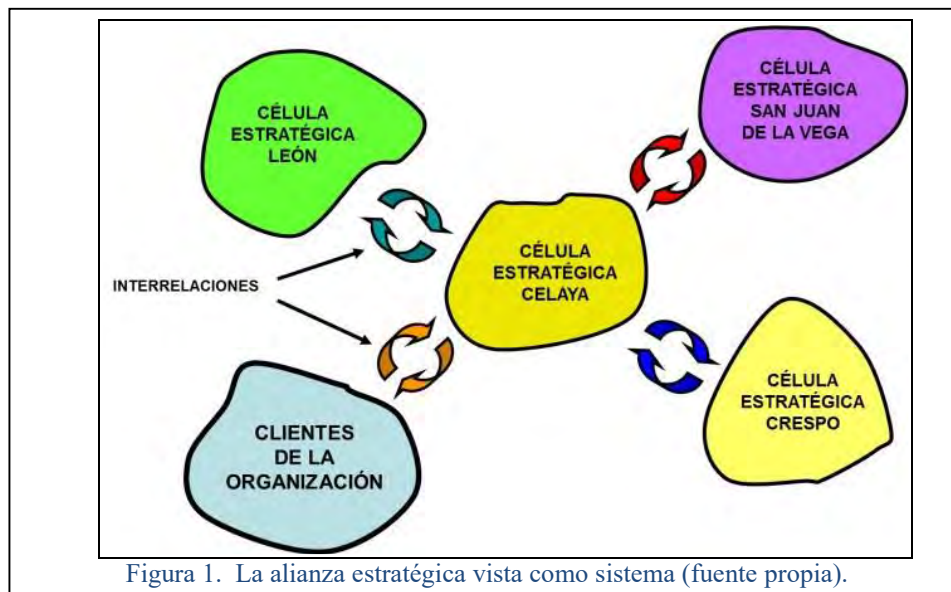 CÉLULA
ESTRATÉGICA
LEÓN
CÉLULA
ESTRATÉGICA
SAN JUAN
DE LA VEGA
CÉLULA
ESTRATÉGICA
CELAYA
INTERRELACIONES
CÉLULA
ESTRATÉGICA
CRESPO
CLIENTES
DE LA
ORGANIZACIÓN
Figura 1. La alianza estratégica vista como sistema (fuente propia).